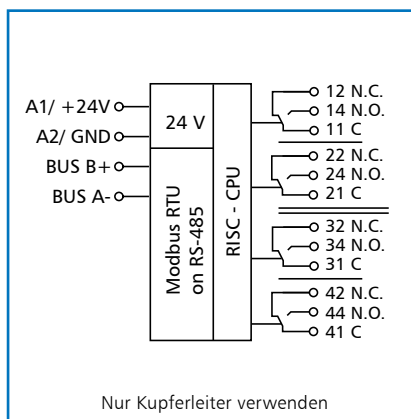 A1/ +24V
A2/ GND
BUS B+
BUS A-
24 V
Modbus RTU
on RS-485
RISC - CPU
12 N.C.
14 N.O.
11 C
22 N.C.
24 N.O.
21 C
32 N.C.
34 N.O.
31 C
42 N.C.
44 N.O.
41 C
Nur Kupferleiter verwenden